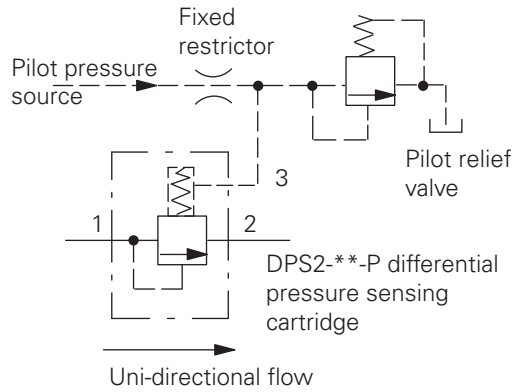 Fixed
restrictor
Pilot pressure
source
Pilot relief
valve
3
1
2
DPS2-**-P differential
pressure sensing
cartridge
Uni-directional flow